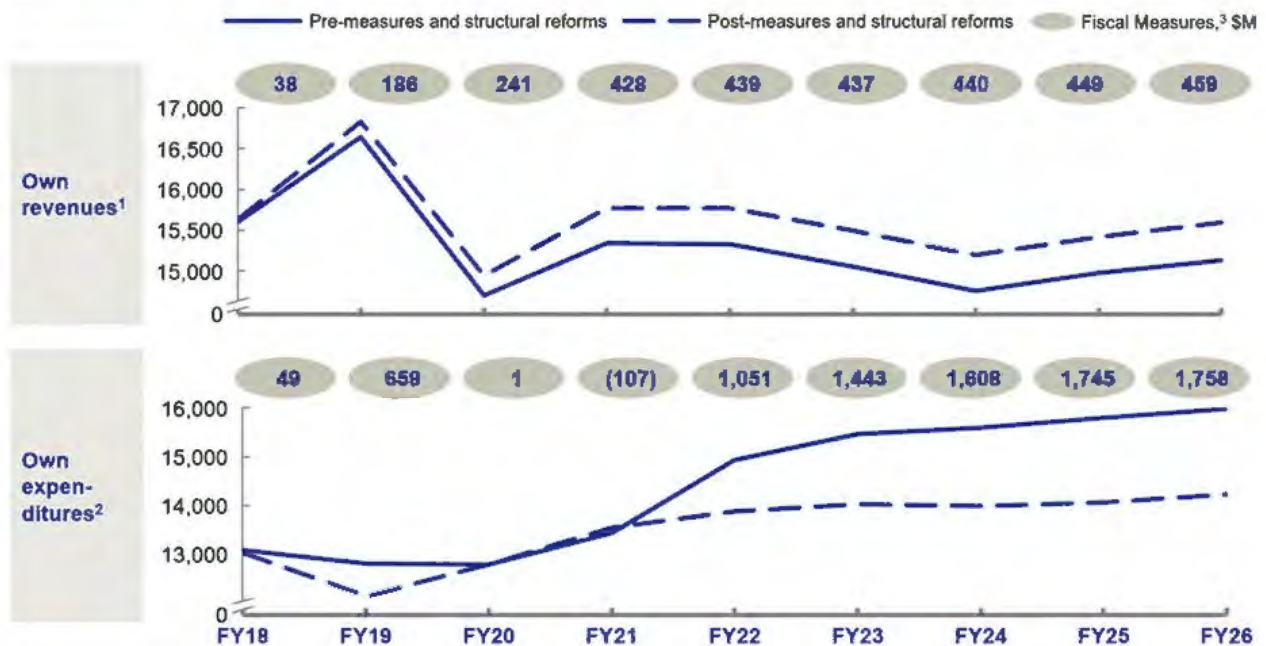 Pre-measures and structural reforms Post-measures and structural reforms Fiscal Measures,³ $M
38 186 241 428 439 437 440 449 459
Own
revenues¹
17,000
16,500
16,000
15,500
15,000
0
49 659 1 (107) 1,051 1,443 1,608 1,745 1,758
Own
expen-
ditures²
16,000
15,000
14,000
13,000
0
FY18 FY19 FY20 FY21 FY22 FY23 FY24 FY25 FY26